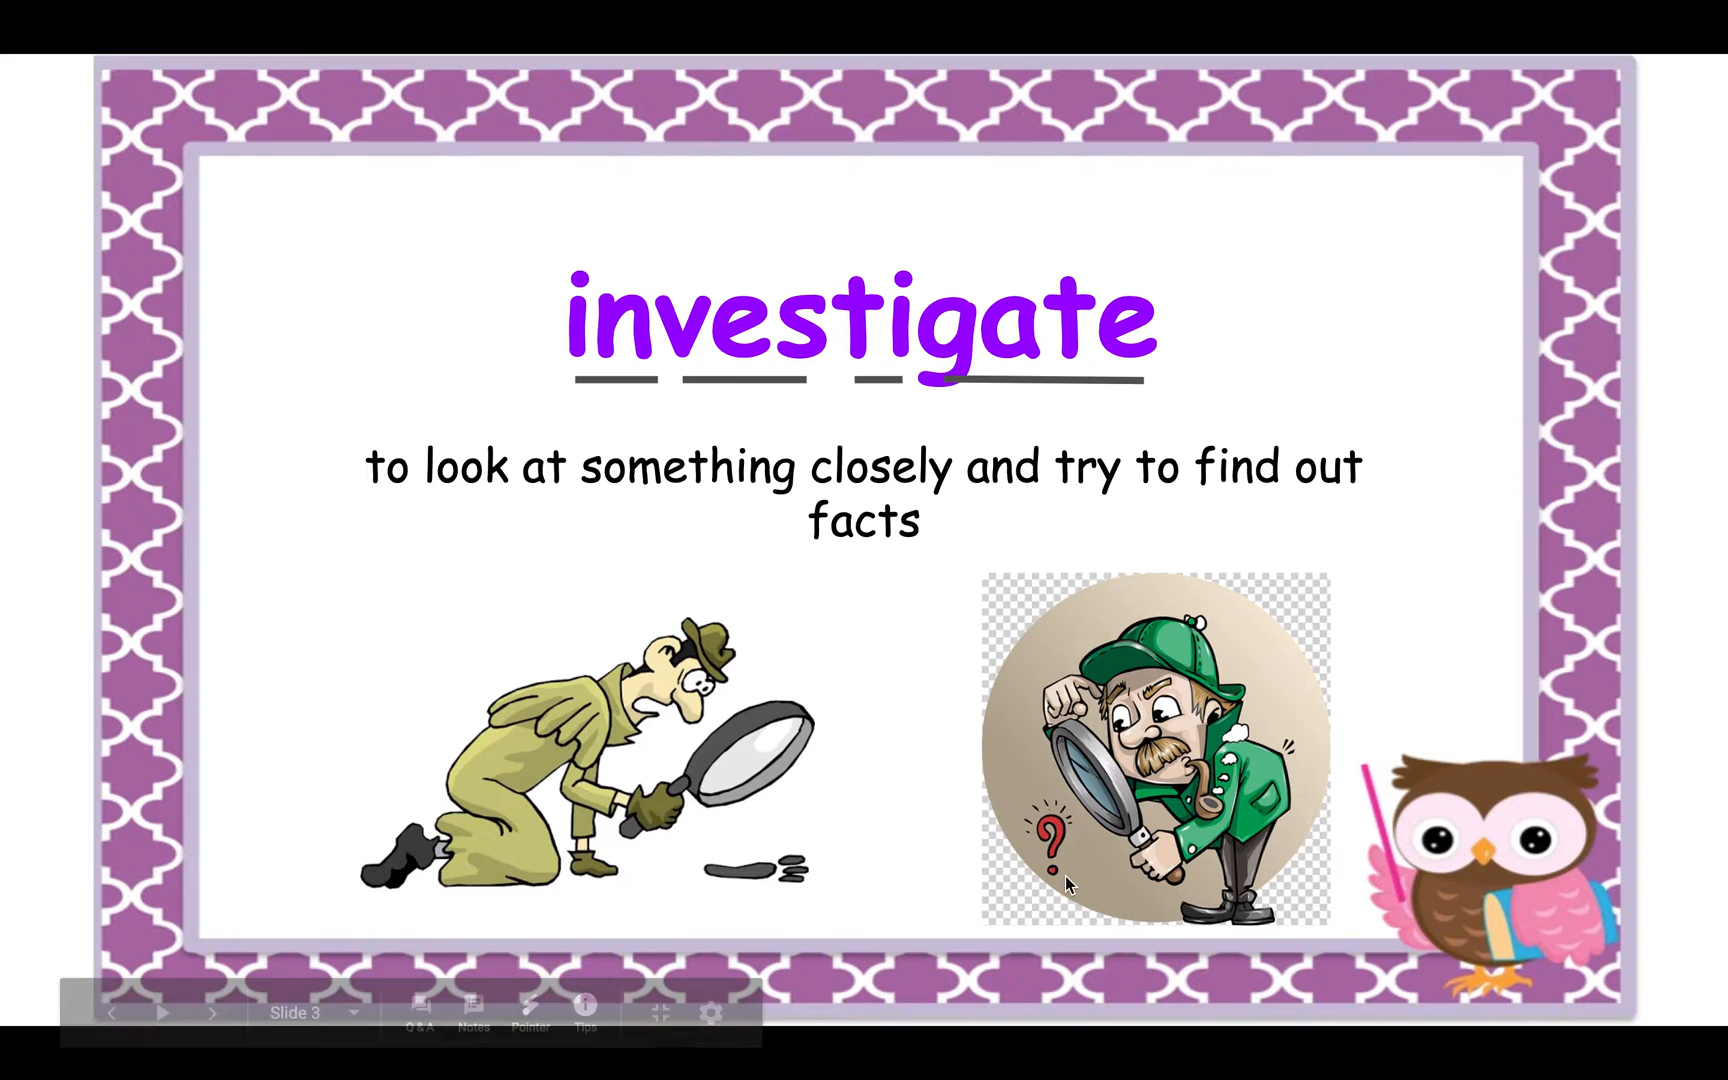 investigate
to look at something closely and try to find out
facts
?
Slide 3
Q & A
Notes
Pointer
Tips